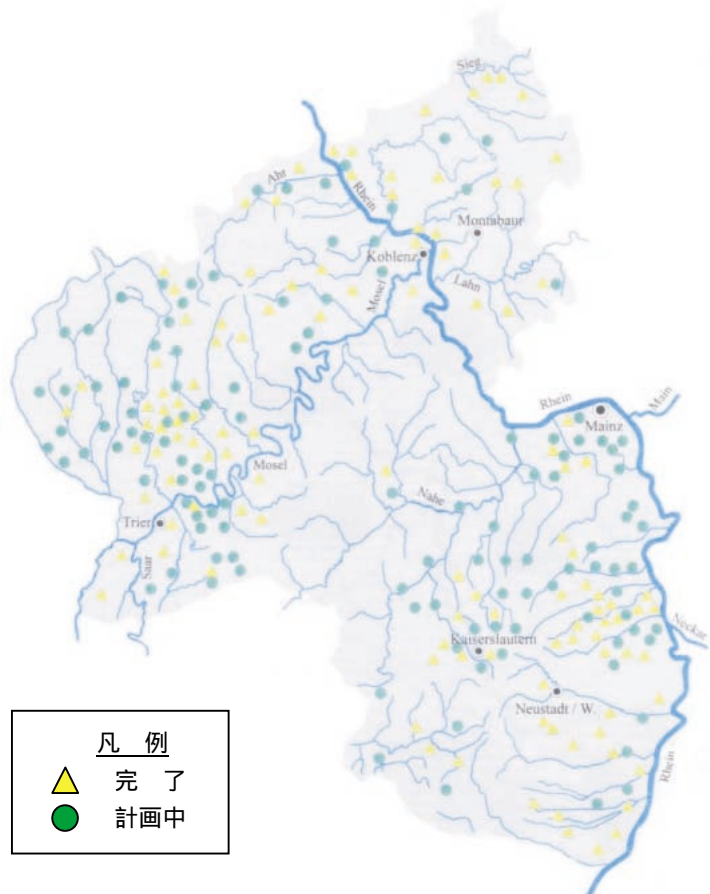 Sieg
Ahr
Rhein
Montabaur
Koblenz
Mosel
Lahn
Rhein
Main
Mainz
Mosel
Nahe
Trier
Saar
Neckar
Kaiserslautern
Neustadt / W.
Rhein
凡 例
完 了
計画中